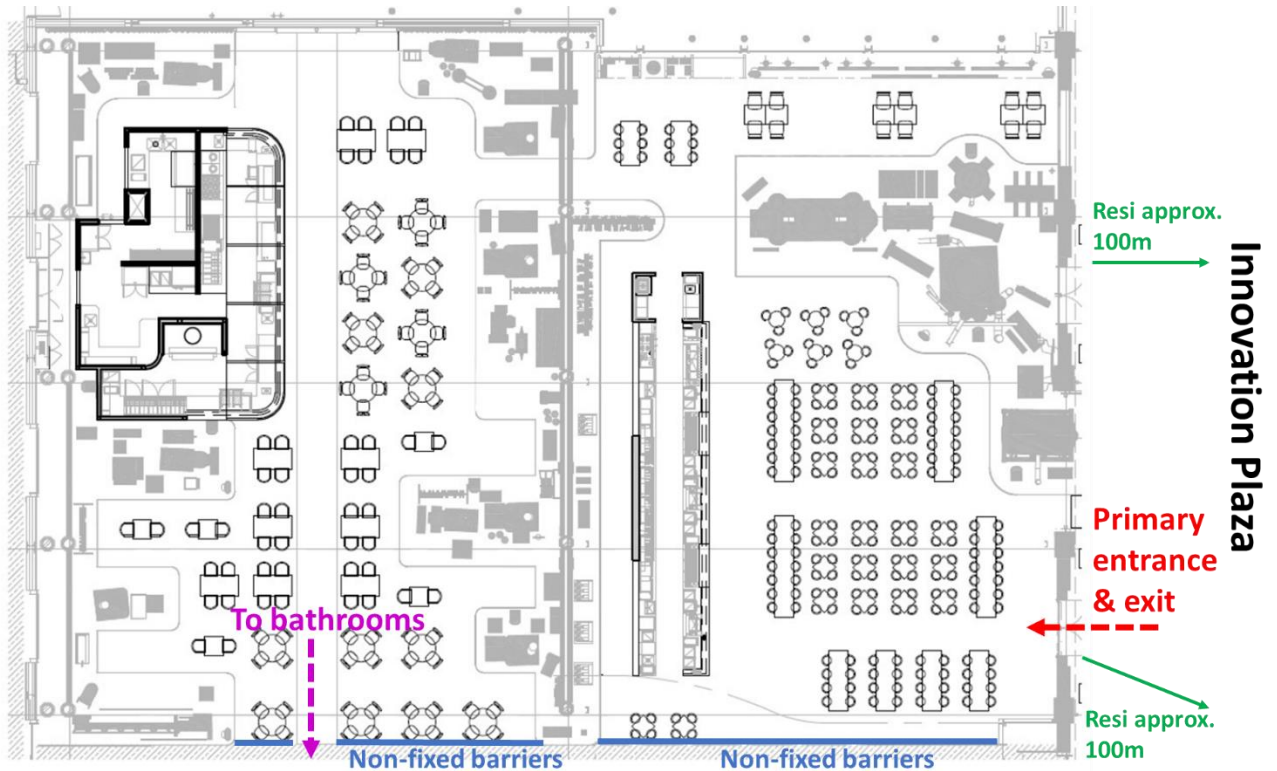 Resi approx.
100m
Innovation Plaza
Primary
entrance
& exit
To bathrooms
Resi approx.
100m
Non-fixed barriers
Non-fixed barriers